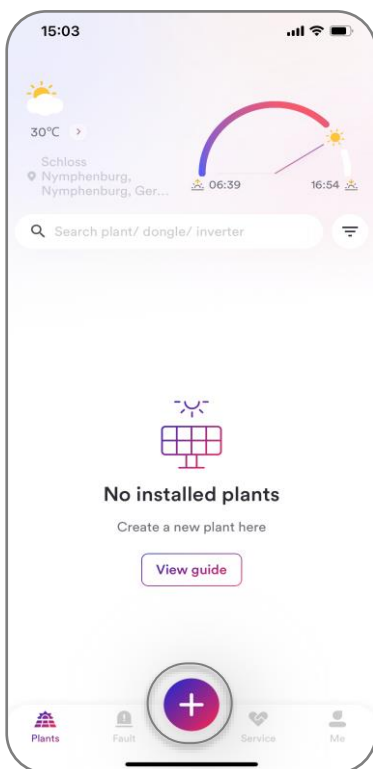 15:03
30°C
Schloss
Nymphenburg,
Nymphenburg, Ger...
06:39
16:54
Search plant/ dongle/ inverter
No installed plants
Create a new plant here
View guide
Plants
Fault
Service
Me